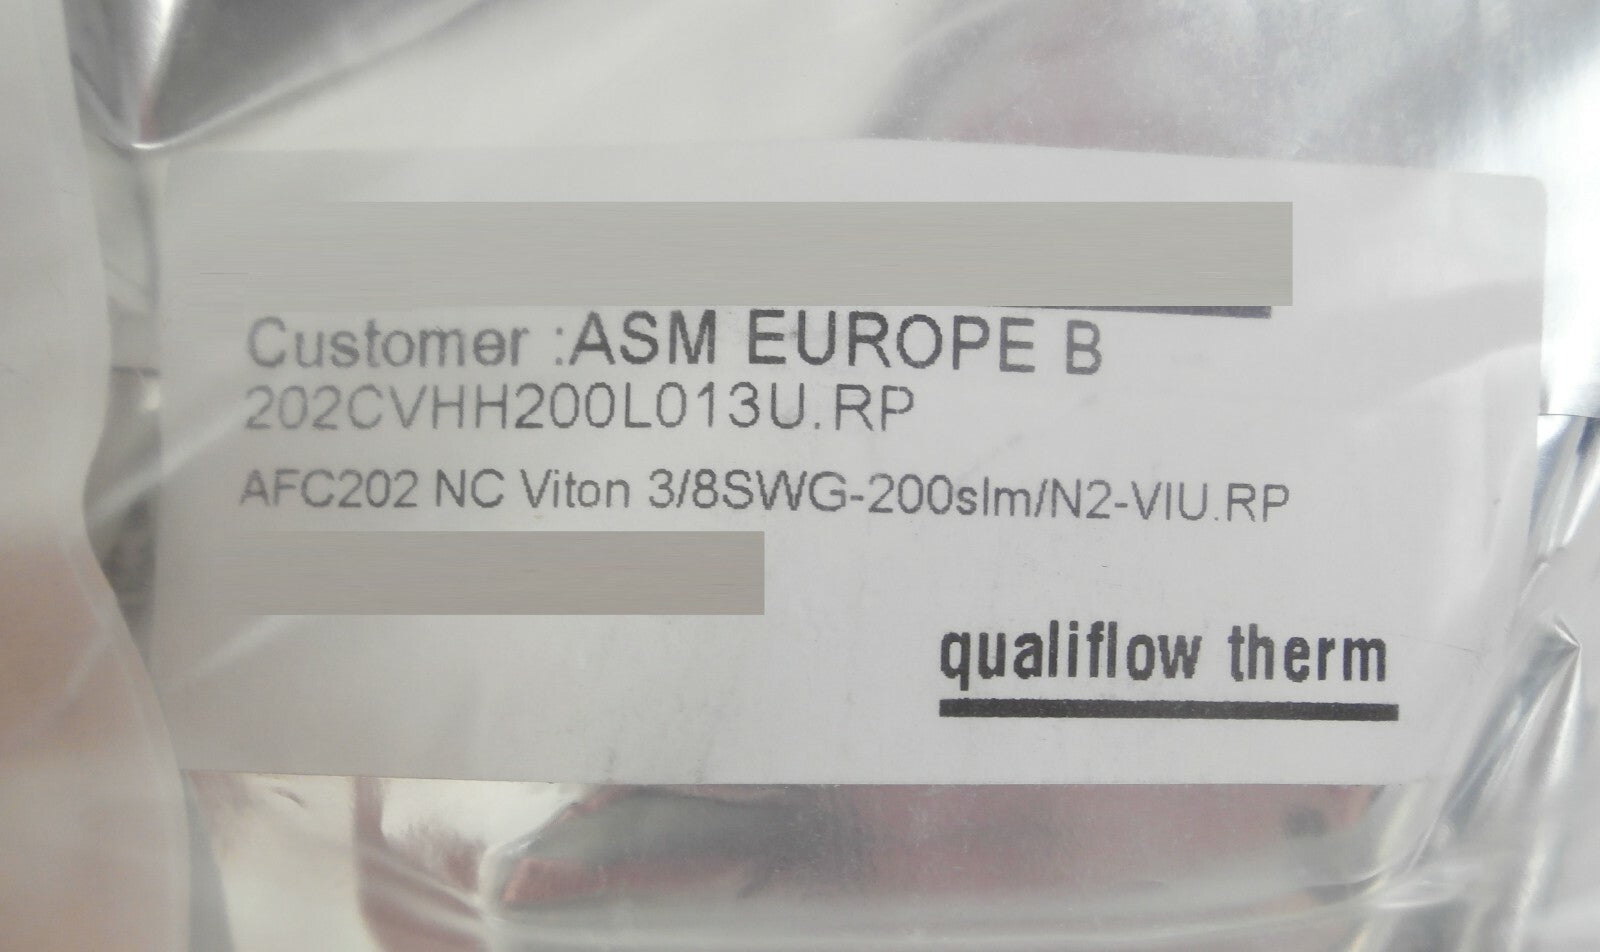 Customer :ASM EUROPE B
202CVHH200L013U.RP
AFC202 NC Viton 3/8SWG-200slm/N2-VIU.RP
qualiflow therm